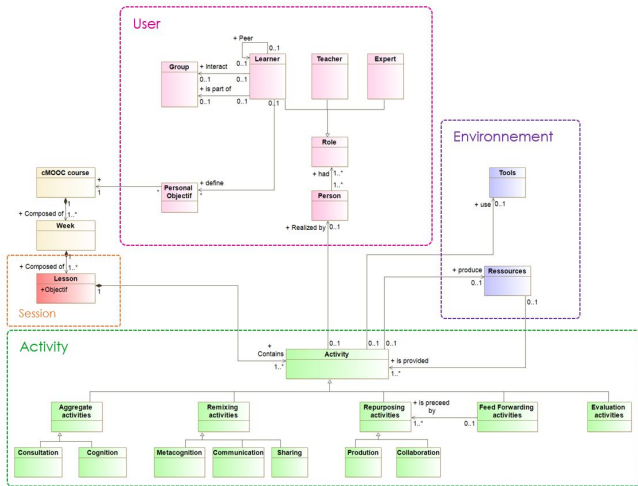 User
+ Peer
0..1
0..1
Group
+ Interact
0..1
0..1
+ is part of
0..1
0..1
Learner
0..1
Teacher
Expert
Role
+ had
1..*
1..*
Person
+ Realized by
0..1
+ define
*
Personal
Objectif
*
Environnement
Tools
+ use
0..1
+ produce
0..1
Ressources
0..1
cMOOC course
+
1
1
+ Composed of
1..*
Week
1
+ Composed of
1..*
Lesson
+Objectif
1
Session
Activity
+
Contains
1..*
0..1
0..1
0..1
Activity
+ is provided
1..*
Aggregate
activities
Remixing
activities
Repurposing
activities
+ is preceed
by
1..*
0..1
Feed Forwarding
activities
Evaluation
activities
Consultation
Cognition
Metacognition
Communication
Sharing
Prodution
Collaboration